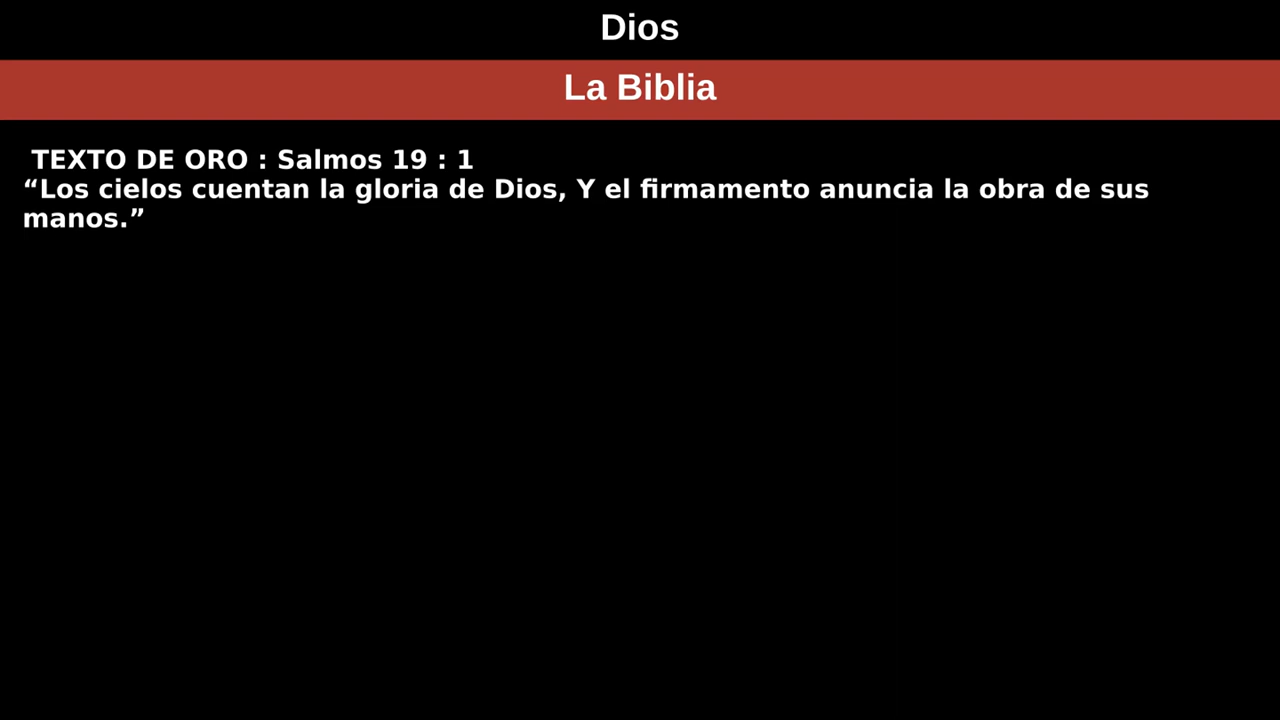 Dios
La Biblia
TEXTO DE ORO : Salmos 19 : 1
“Los cielos cuentan la gloria de Dios, Y el firmamento anuncia la obra de sus
manos.”